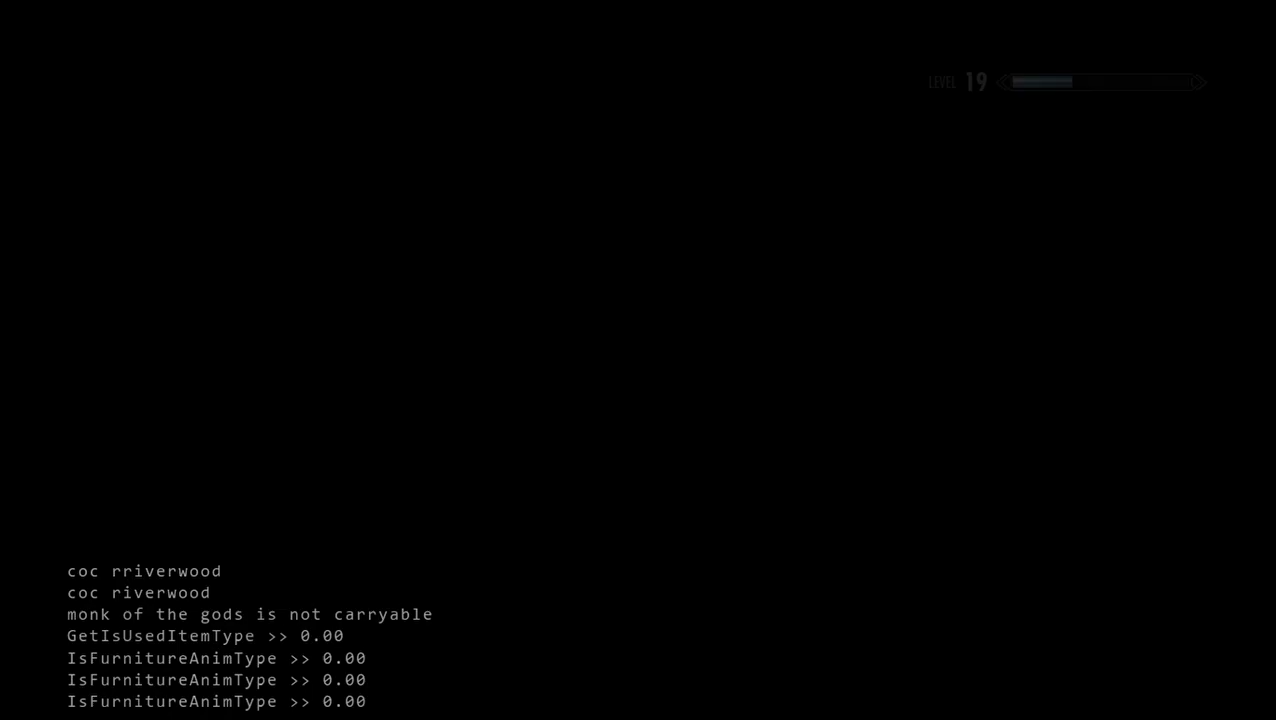 LEVEL 19
coc rriverwood
coc riverwood
monk of the gods is not carryable
GetIsUsedItemType >> 0.00
IsFurnitureAnimType >> 0.00
IsFurnitureAnimType >> 0.00
IsFurnitureAnimType >> 0.00